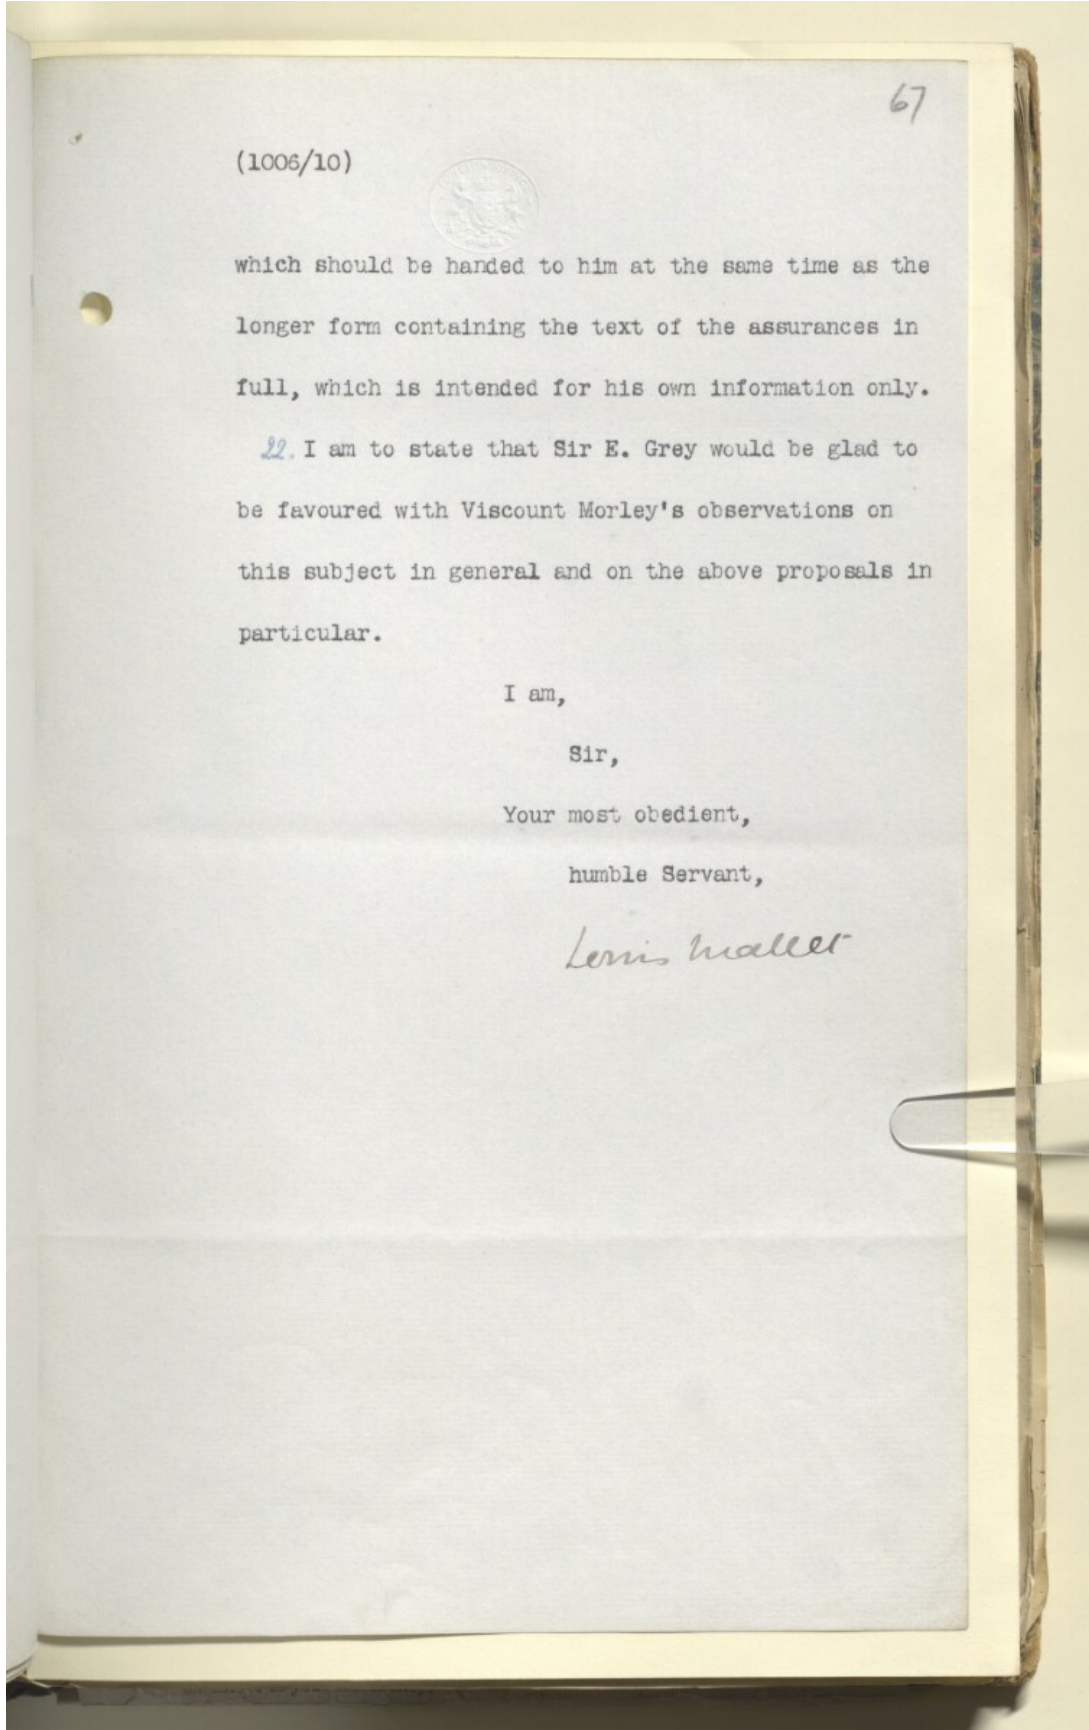 67
(1006/10)
which should be handed to him at the same time as the
longer form containing the text of the assurances in
full, which is intended for his own information only.
22. I am to state that Sir E. Grey would be glad to
be favoured with Viscount Morley's observations on
this subject in general and on the above proposals in
particular.
I am,
Sir,
Your most obedient,
humble Servant,
Louis Mallet